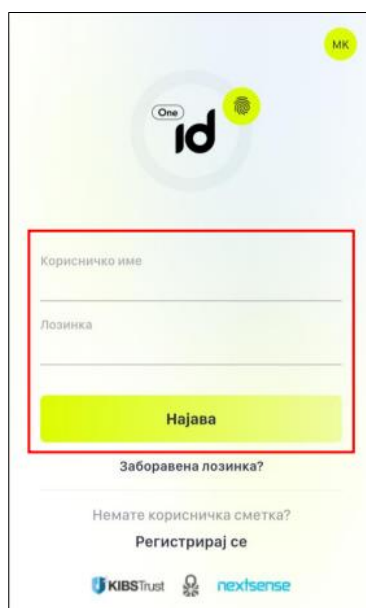 MK
One
id
Корисничко име
Лозинка
Најава
Заборавена лозинка?
Немате корисничка сметка?
Регистрирај се
KIBSTrust nextsense